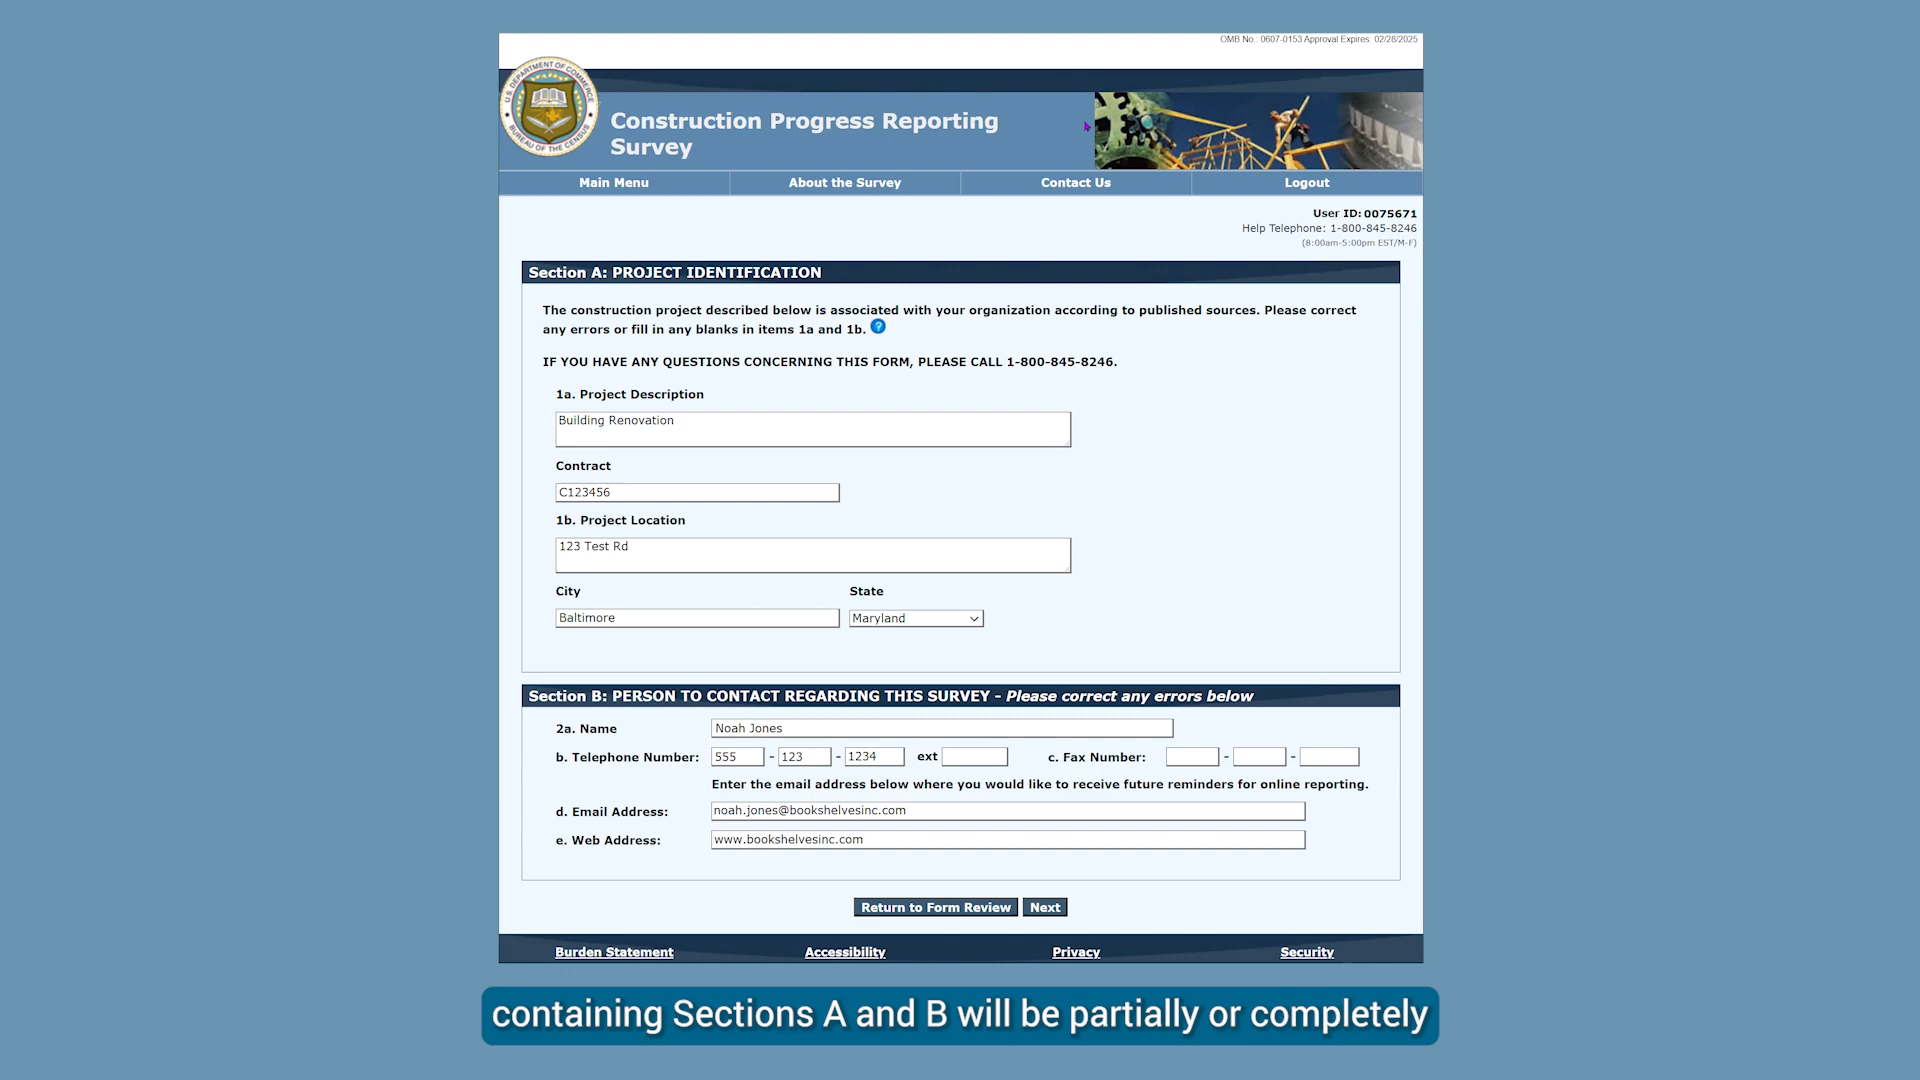 OMB No.: 0607-0153 Approval Expires: 02/28/2025
U.S. DEPARTMENT OF COMMERCE
BUREAU OF THE CENSUS
Construction Progress Reporting
Survey
Main Menu
About the Survey
Contact Us
Logout
User ID: 0075671
Help Telephone: 1-800-845-8246
(8:00am-5:00pm EST/M-F)
Section A: PROJECT IDENTIFICATION
The construction project described below is associated with your organization according to published sources. Please correct
any errors or fill in any blanks in items 1a and 1b. ?
IF YOU HAVE ANY QUESTIONS CONCERNING THIS FORM, PLEASE CALL 1-800-845-8246.
1a. Project Description
Building Renovation
Contract
C123456
1b. Project Location
123 Test Rd
City State
Baltimore Maryland
Section B: PERSON TO CONTACT REGARDING THIS SURVEY - Please correct any errors below
2a. Name Noah Jones
b. Telephone Number: 555 - 123 - 1234 ext c. Fax Number: - -
Enter the email address below where you would like to receive future reminders for online reporting.
d. Email Address: noah.jones@bookshelvesinc.com
e. Web Address: www.bookshelvesinc.com
Return to Form Review Next
Burden Statement
Accessibility
Privacy
Security
containing Sections A and B will be partially or completely